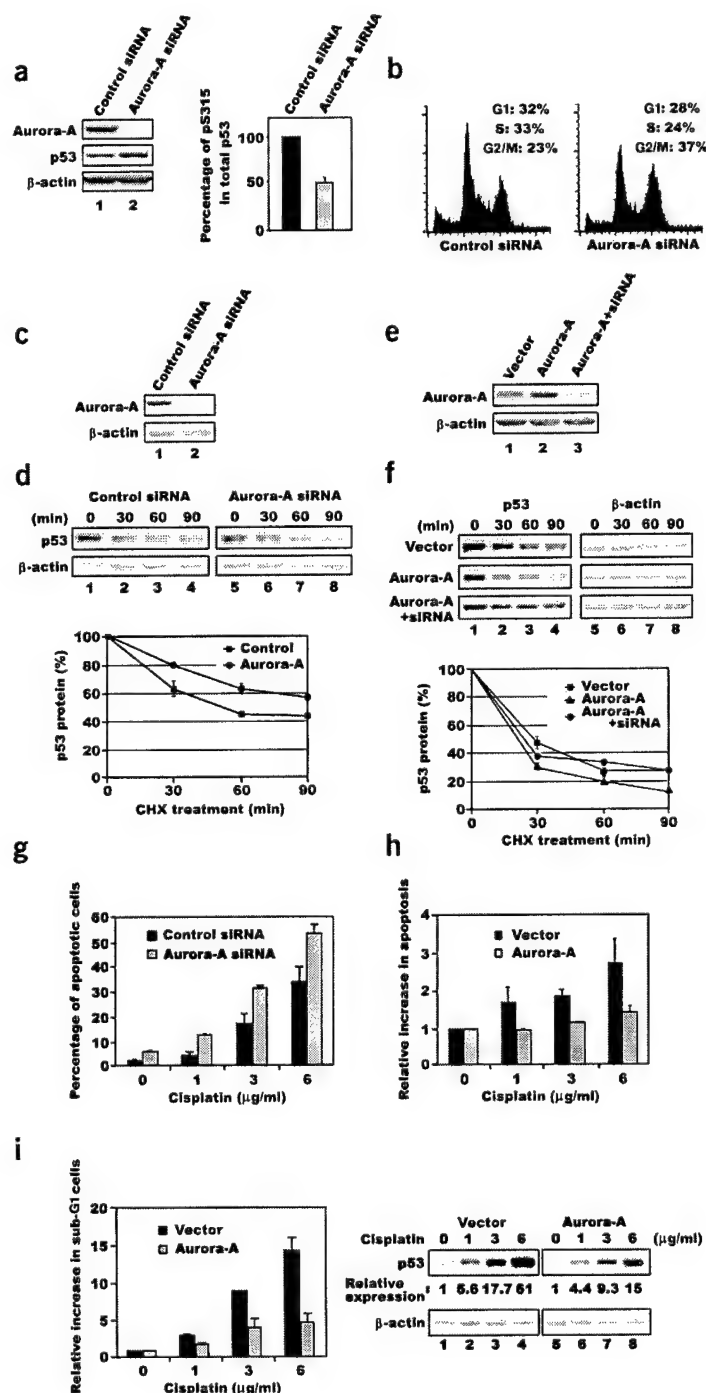 a
Control siRNA
Aurora-A siRNA
Aurora-A
p53
β-actin
1 2
Percentage of pS315
in total p53
Control siRNA
Aurora-A siRNA
100
50
0
b
G1: 32%
S: 33%
G2/M: 23%
Control siRNA
G1: 28%
S: 24%
G2/M: 37%
Aurora-A siRNA
c
Control siRNA
Aurora-A siRNA
Aurora-A
β-actin
1 2
e
Vector
Aurora-A
Aurora-A+siRNA
Aurora-A
β-actin
1 2 3
d
Control siRNA Aurora-A siRNA
(min) 0 30 60 90 0 30 60 90
p53
β-actin
1 2 3 4 5 6 7 8
p53 protein (%)
100
80
60
40
20
0
Control
Aurora-A
0 30 60 90
CHX treatment (min)
f
p53 β-actin
(min) 0 30 60 90 0 30 60 90
Vector
Aurora-A
Aurora-A
+siRNA
1 2 3 4 5 6 7 8
p53 protein (%)
100
80
60
40
20
0
Vector
Aurora-A
Aurora-A
+siRNA
0 30 60 90
CHX treatment (min)
g
Percentage of apoptotic cells
60
50
40
30
20
10
0
Control siRNA
Aurora-A siRNA
0 1 3 6
Cisplatin (μg/ml)
h
Relative increase in apoptosis
4
3
2
1
0
Vector
Aurora-A
0 1 3 6
Cisplatin (μg/ml)
i
Relative increase in sub-G1 cells
20
15
10
5
0
Vector
Aurora-A
0 1 3 6
Cisplatin (μg/ml)
Vector Aurora-A
Cisplatin 0 1 3 6 0 1 3 6 (μg/ml)
p53
Relative
expression
: 1 5.6 17.7 51 1 4.4 9.3 15
β-actin
1 2 3 4 5 6 7 8